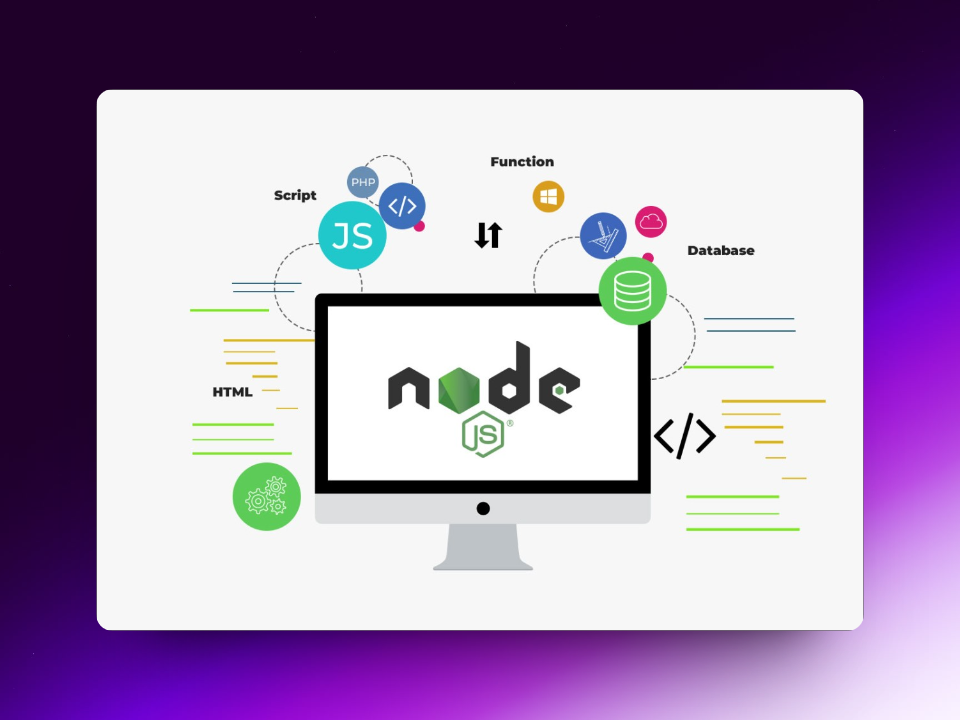 Function
PHP
Script
</>
JS
Database
node
JS®
HTML
</>